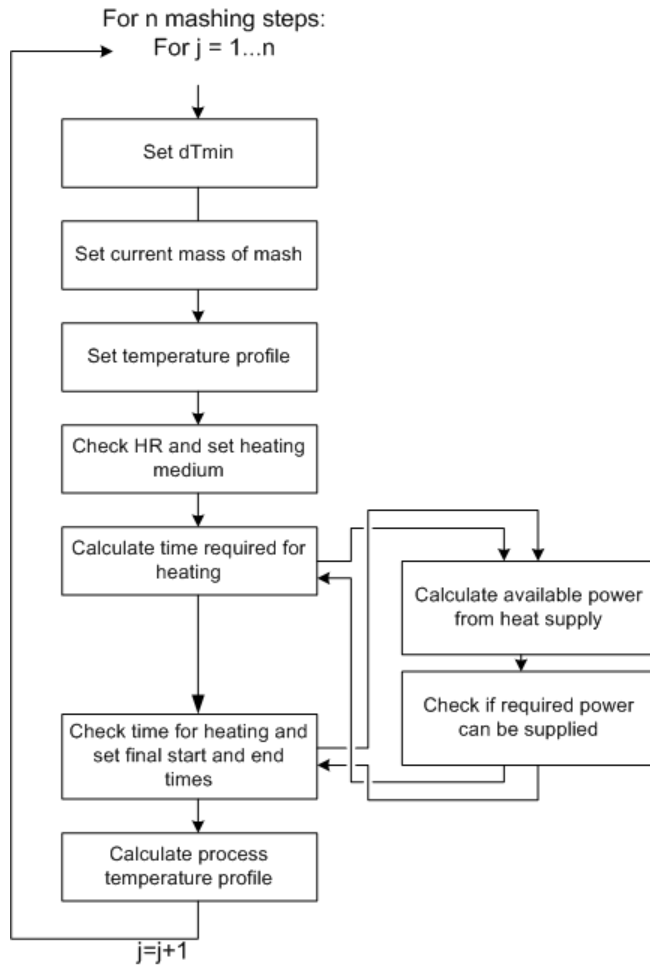 For n mashing steps:
For j = 1...n
Set dTmin
Set current mass of mash
Set temperature profile
Check HR and set heating
medium
Calculate time required for
heating
Calculate available power
from heat supply
Check if required power
can be supplied
Check time for heating and
set final start and end
times
Calculate process
temperature profile
j=j+1